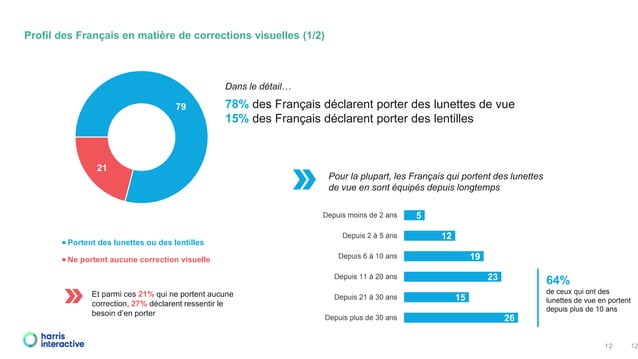 Profil des Français en matière de corrections visuelles (1/2)
79
21
Portent des lunettes ou des lentilles
Ne portent aucune correction visuelle
Et parmi ces 21% qui ne portent aucune
correction, 27% déclarent ressentir le
besoin d’en porter
Dans le détail…
78% des Français déclarent porter des lunettes de vue
15% des Français déclarent porter des lentilles
Pour la plupart, les Français qui portent des lunettes
de vue en sont équipés depuis longtemps
Depuis moins de 2 ans 5
Depuis 2 à 5 ans 12
Depuis 6 à 10 ans 19
Depuis 11 à 20 ans 23
Depuis 21 à 30 ans 15
Depuis plus de 30 ans 26
64%
de ceux qui ont des
lunettes de vue en portent
depuis plus de 10 ans
harris
interactive
12 12